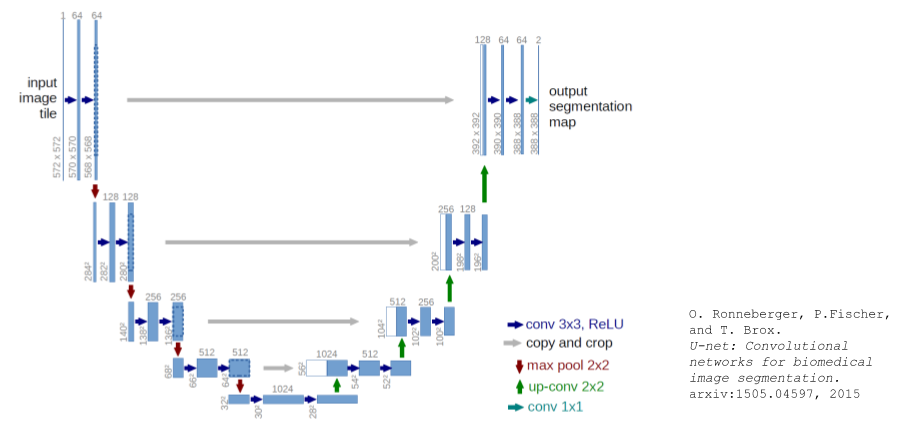 1 64 64
128 64 64 2
input
image
tile
output
segmentation
map
572 x 572
570 x 570
568 x 568
392 x 392
390 x 390
388 x 388
388 x 388
128 128
256 128
284²
282²
280²
200²
198²
196²
256 256
512 256
140²
138²
136²
104²
102²
100²
512 512
1024 512
68²
66²
64²
56²
54²
52²
1024
32²
30²
28²
conv 3x3, ReLU
copy and crop
max pool 2x2
up-conv 2x2
conv 1x1
O. Ronneberger, P.Fischer,
and T. Brox.
U-net: Convolutional
networks for biomedical
image segmentation.
arxiv:1505.04597, 2015